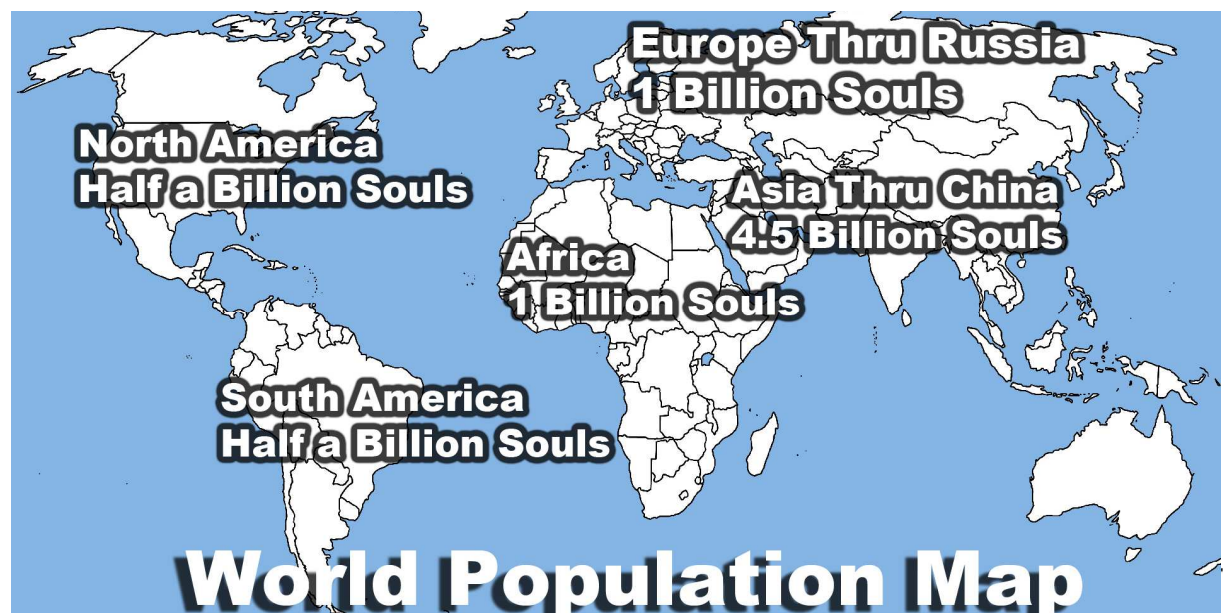 Europe Thru Russia
1 Billion Souls
North America
Half a Billion Souls
Asia Thru China
4.5 Billion Souls
Africa
1 Billion Souls
South America
Half a Billion Souls
World Population Map